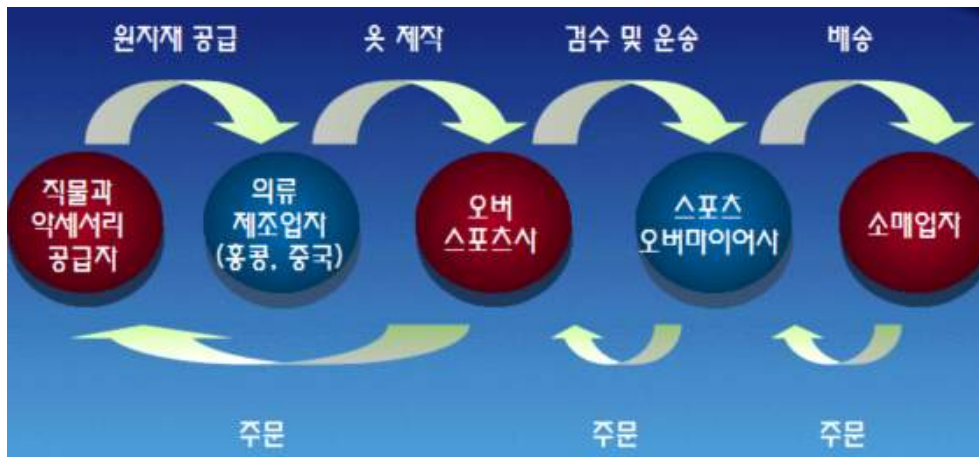 원자재 공급
옷 제작
검수 및 운송
배송
직물과
악세서리
공급자
의류
제조업자
(홍콩, 중국)
오버
스포츠사
스포츠
오버마이어사
소매업자
주문
주문
주문